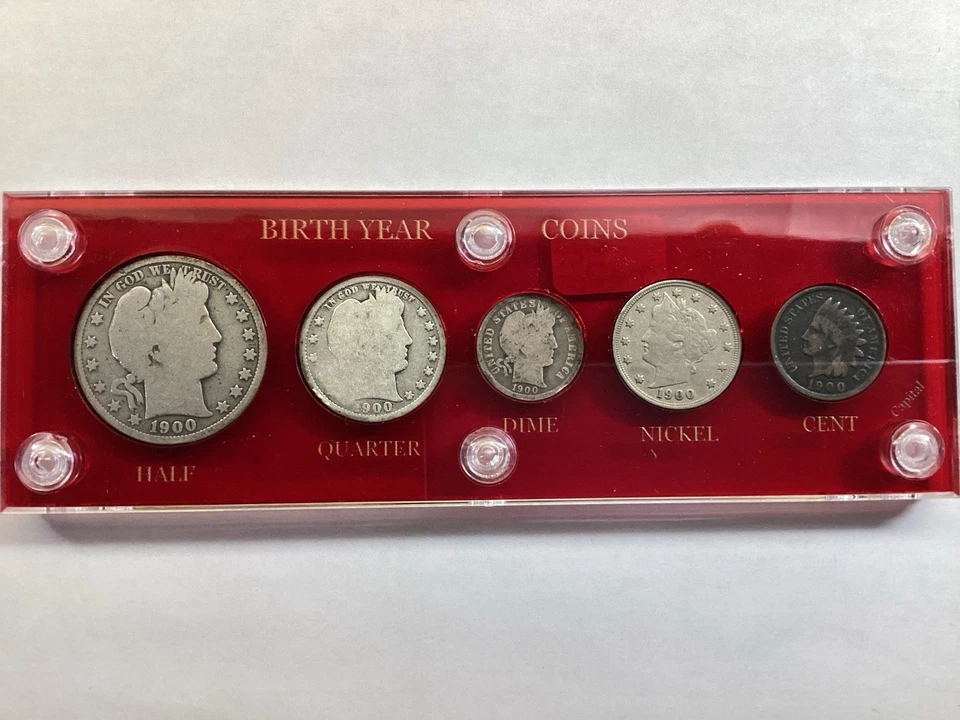 BIRTH YEAR COINS
IN GOD WE TRUST
1900
HALF
IN GOD WE TRUST
1900
QUARTER
UNITED STATES OF AMERICA
1900
DIME
1900
NICKEL
UNITED STATES OF AMERICA
1900
CENT
Capital